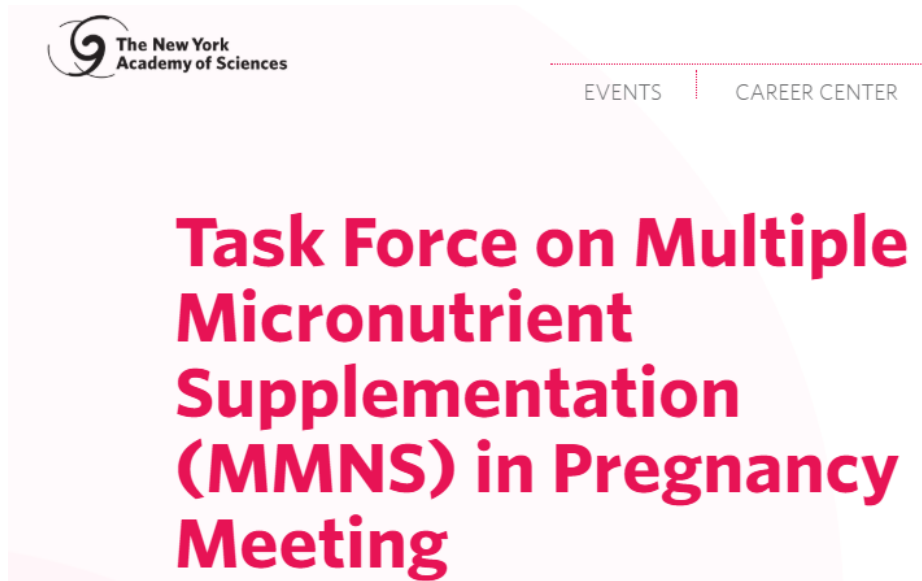 The New York
Academy of Sciences
EVENTS
CAREER CENTER
Task Force on Multiple
Micronutrient
Supplementation
(MMNS) in Pregnancy
Meeting